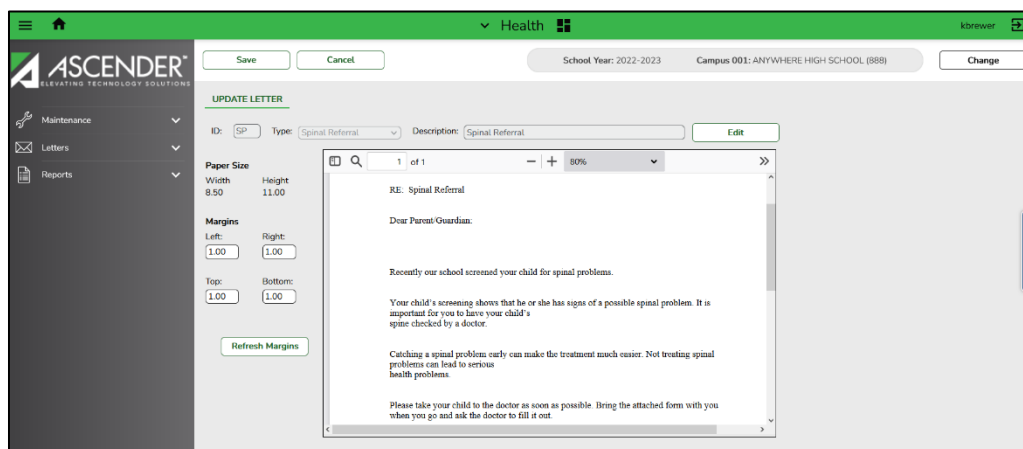 Health
kbrewer
ASCENDER
ELEVATING TECHNOLOGY SOLUTIONS
Save
Cancel
School Year: 2022-2023
Campus 001: ANYWHERE HIGH SCHOOL (888)
Change
Maintenance
Letters
Reports
UPDATE LETTER
ID:
SP
Type:
Spinal Referral
Description:
Spinal Referral
Edit
Paper Size
Width
Height
8.50
11.00
Margins
Left:
Right:
1.00
1.00
Top:
Bottom:
1.00
1.00
Refresh Margins
1 of 1
80%
RE: Spinal Referral
Dear Parent/Guardian:
Recently our school screened your child for spinal problems.
Your child's screening shows that he or she has signs of a possible spinal problem. It is
important for you to have your child's
spine checked by a doctor.
Catching a spinal problem early can make the treatment much easier. Not treating spinal
problems can lead to serious
health problems.
Please take your child to the doctor as soon as possible. Bring the attached form with you
when you go and ask the doctor to fill it out.